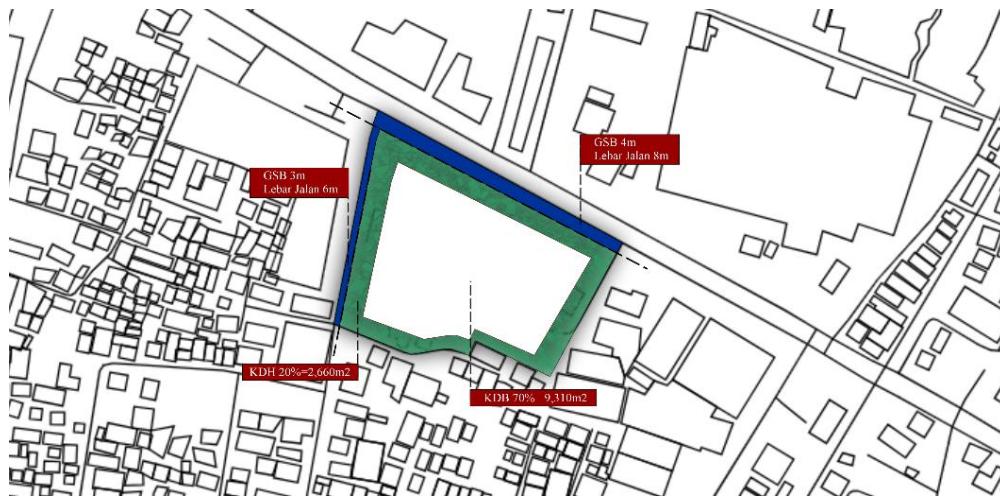 GSB 4m
Lebar Jalan 8m
GSB 3m
Lebar Jalan 6m
KDH 20%=2,660m2
KDB 70% 9,310m2